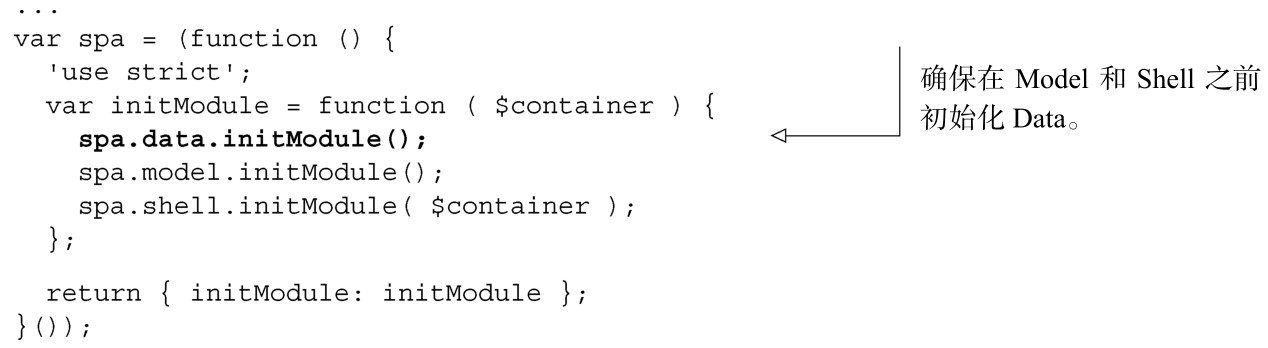 ...
var spa = (function () {
  'use strict';
  var initModule = function ( $container ) {
    spa.data.initModule();
    spa.model.initModule();
    spa.shell.initModule( $container );
  };

  return { initModule: initModule };
}());
确保在 Model 和 Shell 之前
初始化 Data。